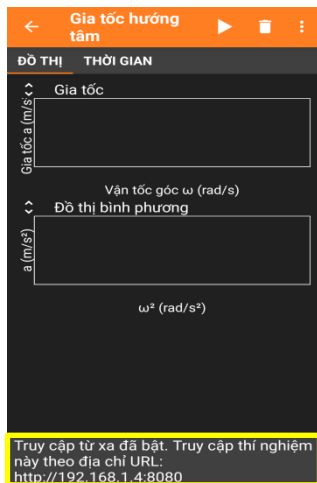 Gia tốc hướng
tâm
ĐỒ THỊ THỜI GIAN
Gia tốc
Gia tốc a (m/s
Vận tốc góc ω (rad/s)
Đồ thị bình phương
a (m/s²)
ω² (rad/s²)
Truy cập từ xa đã bật. Truy cập thí nghiệm
này theo địa chỉ URL:
http://192.168.1.4:8080